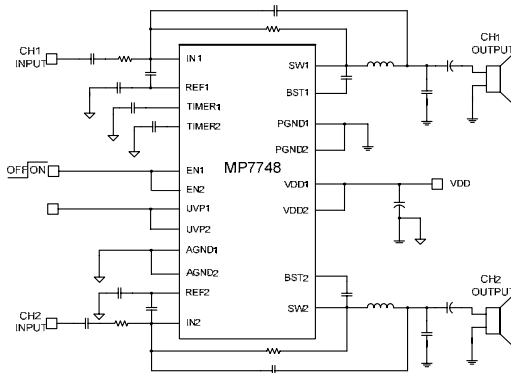 CH1
INPUT
IN1
REF1
TIMER1
TIMER2
OFF ON
EN1
EN2
UVP1
UVP2
AGND1
AGND2
REF2
CH2
INPUT
IN2
MP7748
SW1
BST1
PGND1
PGND2
VDD1
VDD
VDD2
BST2
SW2
CH1
OUTPUT
CH2
OUTPUT